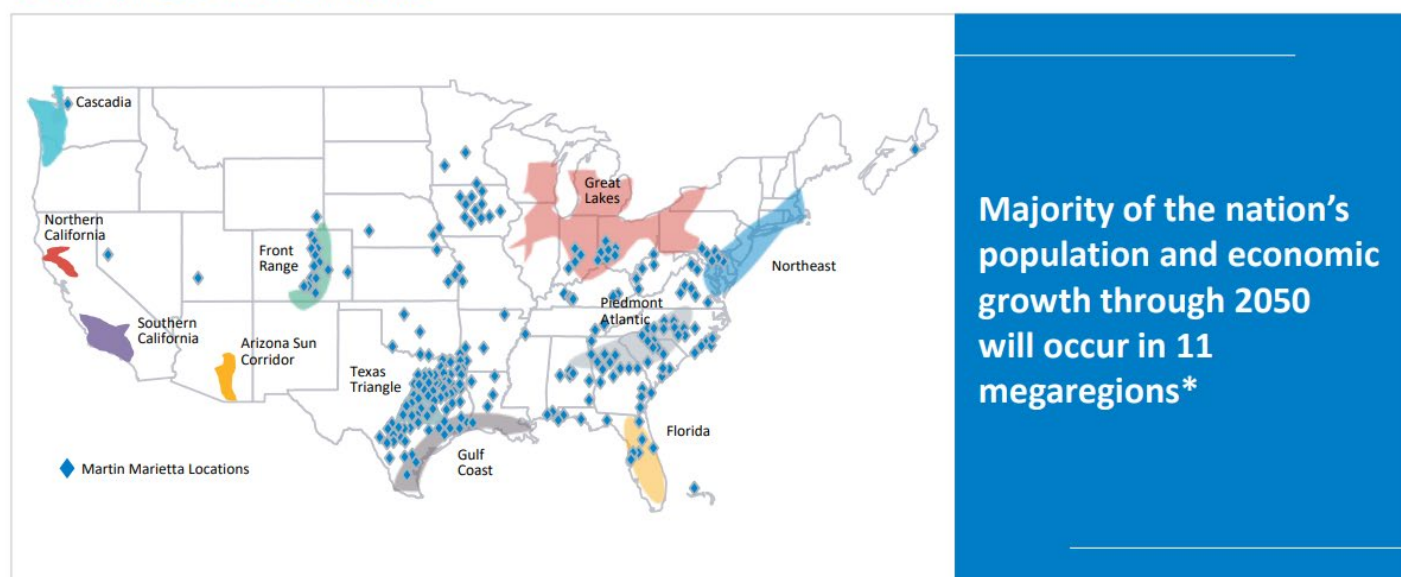 Cascadia
Northern
California
Southern
California
Arizona Sun
Corridor
Front
Range
Texas
Triangle
Gulf
Coast
Great
Lakes
Piedmont
Atlantic
Northeast
Florida
Martin Marietta Locations
Majority of the nation’s
population and economic
growth through 2050
will occur in 11
megaregions*